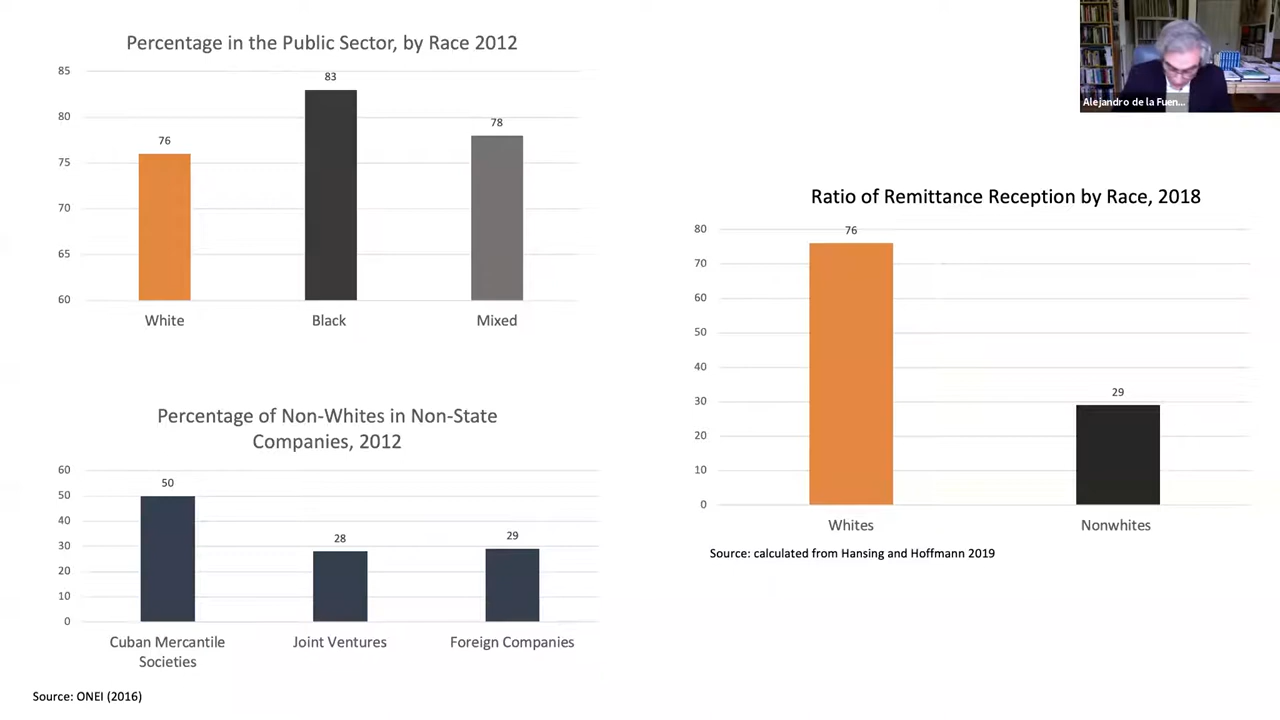 Percentage in the Public Sector, by Race 2012
85
80
75
70
65
60
76
83
78
White
Black
Mixed
Percentage of Non-Whites in Non-State
Companies, 2012
60
50
40
30
20
10
0
50
28
29
Cuban Mercantile
Societies
Joint Ventures
Foreign Companies
Source: ONEI (2016)
Alejandro de la Fuen...
Ratio of Remittance Reception by Race, 2018
80
70
60
50
40
30
20
10
0
76
29
Whites
Nonwhites
Source: calculated from Hansing and Hoffmann 2019